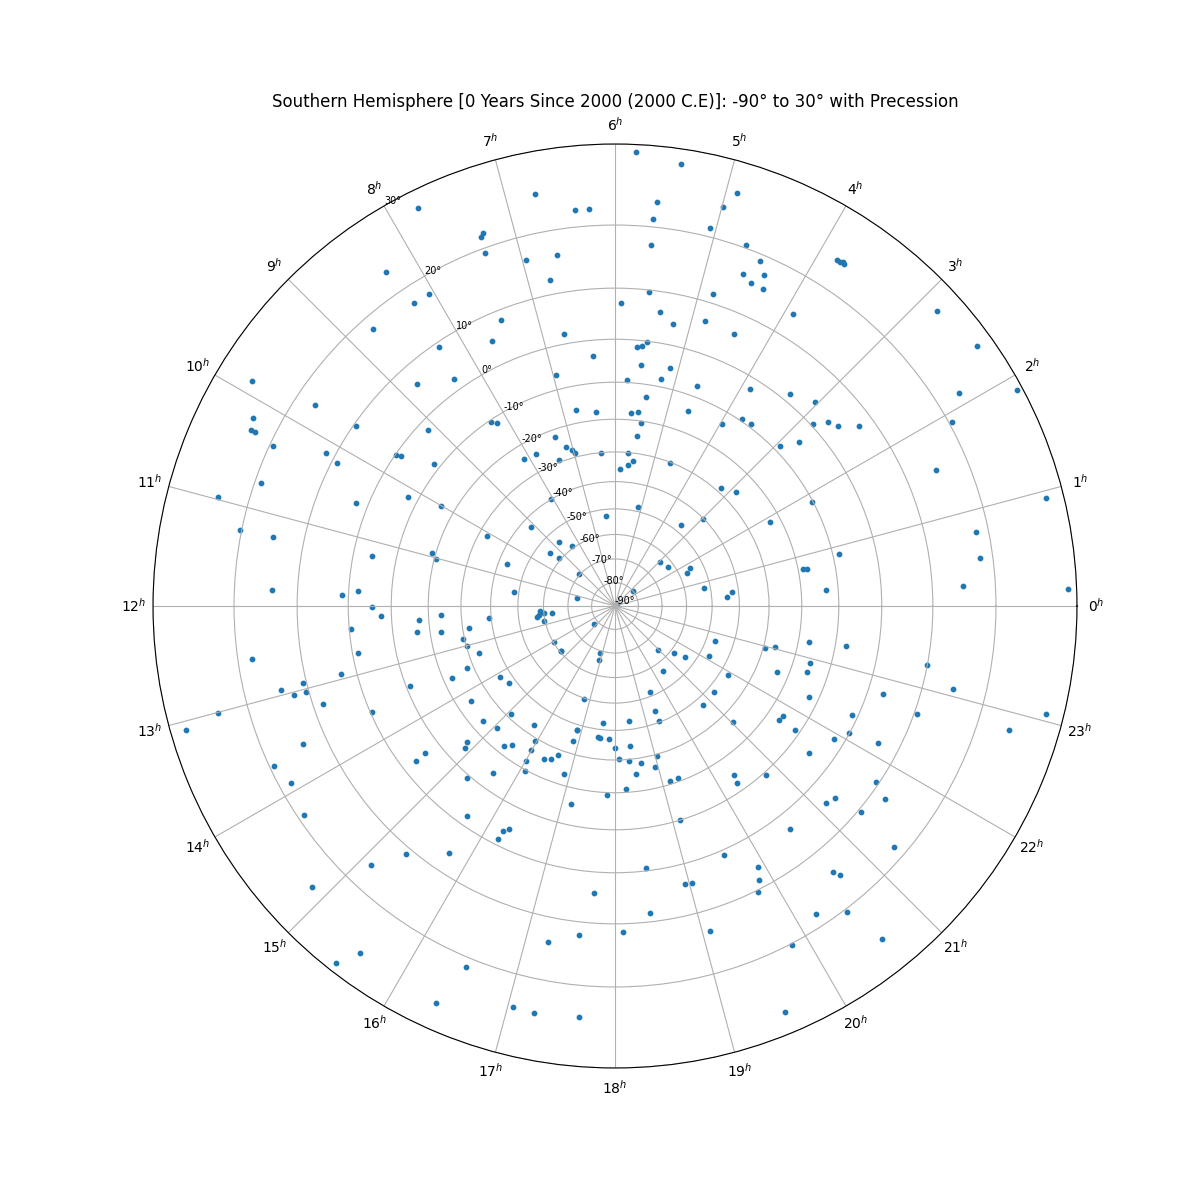 Southern Hemisphere [0 Years Since 2000 (2000 C.E)]: -90° to 30° with Precession
6h
7h
5h
8h
4h
30°
9h
3h
20°
10°
10h
2h
0°
-10°
-20°
-30°
11h
1h
-40°
-50°
-60°
-70°
-80°
-90°
12h
0h
13h
23h
14h
22h
15h
21h
16h
20h
17h
19h
18h